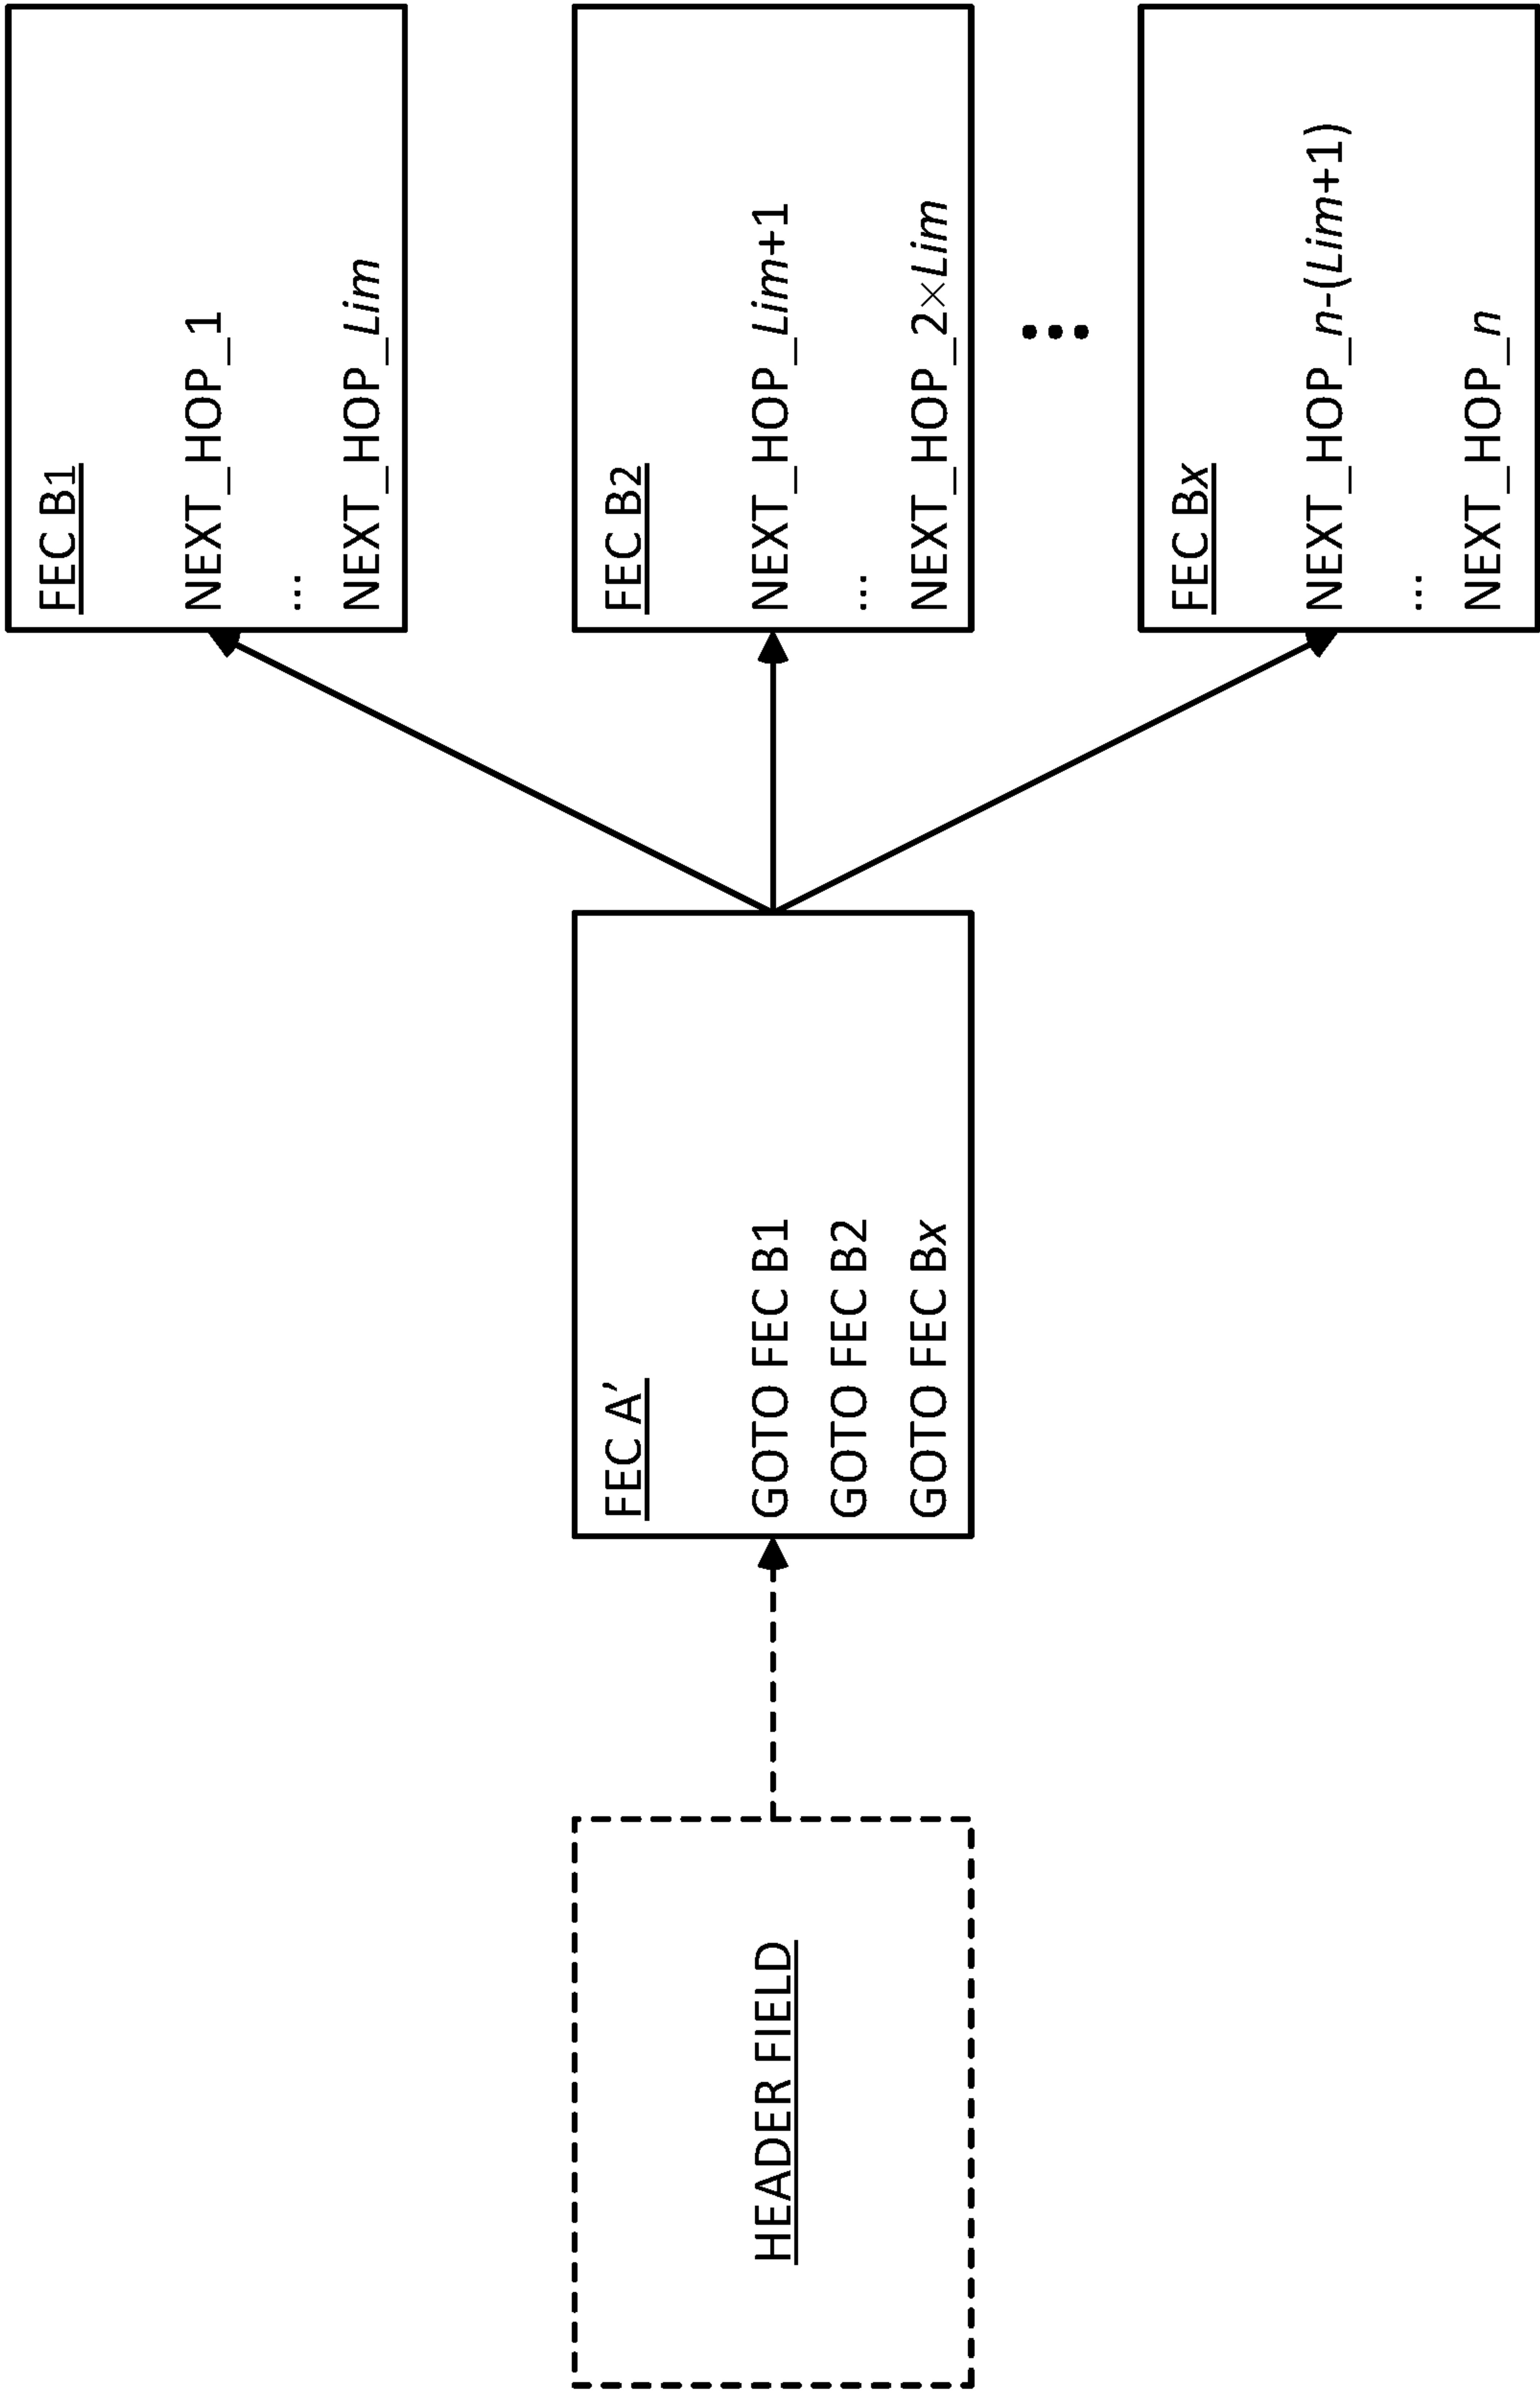 HEADER FIELD
FEC A’
GOTO FEC B1
GOTO FEC B2
GOTO FEC Bx
FEC B1
NEXT_HOP_1
...
NEXT_HOP_Lim
FEC B2
NEXT_HOP_Lim+1
...
NEXT_HOP_2×Lim
...
FEC Bx
NEXT_HOP_n-(Lim+1)
...
NEXT_HOP_n